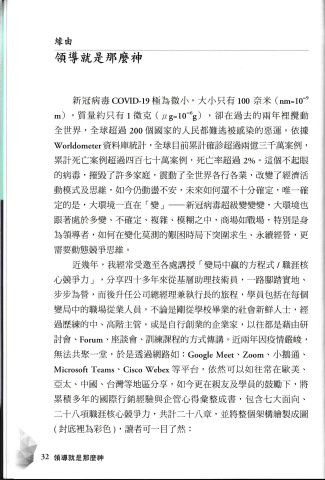 緣由
領導就是那麼神
新冠病毒 COVID-19 極為微小，大小只有 100 奈米（nm=10⁻⁹
m），質量約只有 1 微克（μg=10⁻⁶g），卻在過去的兩年裡攪動
全世界，全球超過 200 個國家的人民都難逃被感染的惡運。依據
Worldometer 資料庫統計，全球目前累計確診超過兩億三千萬案例，
累計死亡案例超過四百七十萬案例，死亡率超過 2%。這個不起眼
的病毒，摧毀了許多家庭，震動了全世界各行各業，改變了經濟活
動模式及思維。如今仍動盪不安，未來如何還不十分確定，唯一確
定的是，大環境一直在「變」——新冠病毒超級變變變，大環境也
跟著處於多變、不確定、複雜、模糊之中，商場如戰場，特別是身
為領導者，如何在變化莫測的艱困時局下突圍求生、永續經營，更
需要動態競爭思維。
近幾年，我經常受邀至各處講授「變局中贏的方程式 / 職涯核
心競爭力」，分享四十多年來從基層助理技術員，一路腳踏實地、
步步為營，而後升任公司總經理兼執行長的旅程，學員包括在每個
變局中的職場從業人員，不論是剛從學校畢業的社會新鮮人士，經
過歷練的中、高階主管，或是自行創業的企業家，以往都是藉由研
討會、Forum、座談會、訓練課程的方式傳講。近兩年因疫情嚴峻，
無法共聚一堂，於是透過網路如：Google Meet、Zoom、小鵝通、
Microsoft Teams、Cisco Webex 等平台，依然可以如往常在歐美、
亞太、中國、台灣等地區分享。如今更在親友及學員的鼓勵下，將
累積多年的國際行銷經驗與企管心得彙整成書，包含七大面向、
二十八項職涯核心競爭力，共計二十八章，並將整個架構繪製成圖
（封底裡為彩色），讀者可一目了然：
32 領導就是那麼神